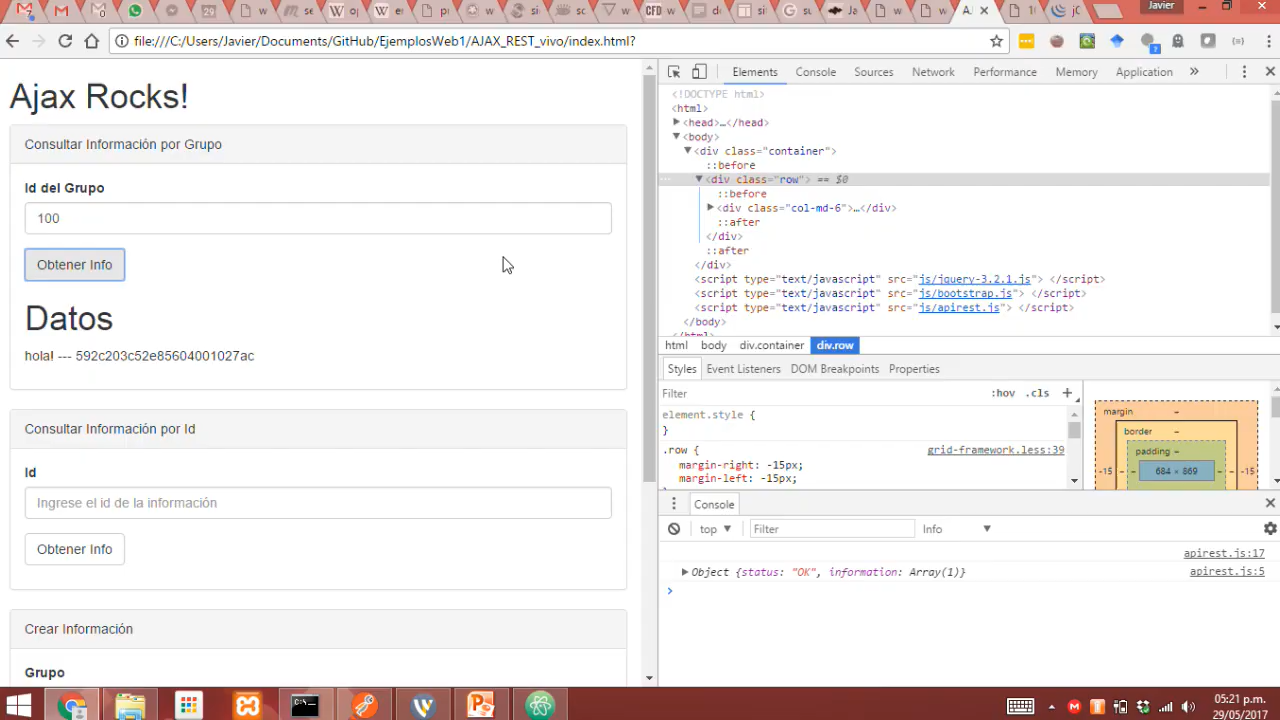 Javier
file:///C:/Users/Javier/Documents/GitHub/EjemplosWeb1/AJAX_REST_vivo/index.html?
Ajax Rocks!
Consultar Información por Grupo
Id del Grupo
100
Obtener Info
Datos
hola! --- 592c203c52e85604001027ac
Consultar Información por Id
Id
Ingrese el id de la información
Obtener Info
Crear Información
Grupo
Elements Console Sources Network Performance Memory Application »
<!DOCTYPE html>
<html>
<head>…</head>
<body>
<div class="container">
::before
… <div class="row"> == $0
::before
<div class="col-md-6">…</div>
::after
</div>
::after
</div>
<script type="text/javascript" src="js/jquery-3.2.1.js"> </script>
<script type="text/javascript" src="js/bootstrap.js"> </script>
<script type="text/javascript" src="js/apirest.js"> </script>
</body>
</html>
html body div.container div.row
Styles Event Listeners DOM Breakpoints Properties
Filter :hov .cls +
element.style {
}
.row { grid-framework.less:39
margin-right: -15px;
margin-left: -15px;
margin -
border -
padding -
-15 - - 684 × 869 - - -15
Console
top ▼ Filter Info ▼
apirest.js:17
Object {status: "OK", information: Array(1)} apirest.js:5
>
05:21 p.m.
29/05/2017